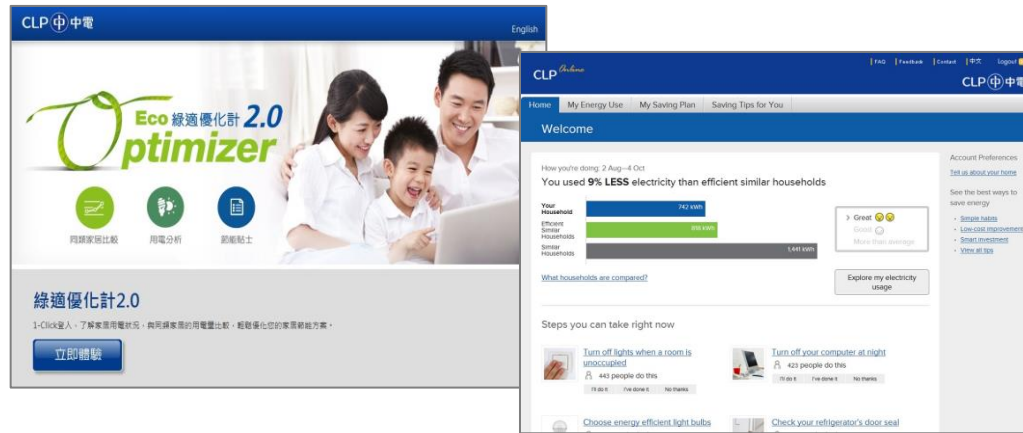 CLP 中電
English
Eco 綠適優化計 2.0
Optimizer
同類家居比較
用電分析
節能貼士
綠適優化計2.0
1-Click登入,了解家居用電狀況,與同類家居的用電量比較,輕鬆優化您的家居節能方案。
立即體驗
CLP Online
FAQ | Feedback | Contact | 中文 Logout
CLP 中電
Home My Energy Use My Saving Plan Saving Tips for You
Welcome
How you're doing: 2 Aug—4 Oct
You used 9% LESS electricity than efficient similar households
Your Household
742 kWh
Efficient Similar Households
kWh
Similar Households
1,441 kWh
> Great
Good
More than average
What households are compared?
Explore my electricity usage
Account Preferences
Tell us about your home
See the best ways to save energy
Simple habits
Low-cost improvement
Smart investment
View all tips
Steps you can take right now
Turn off lights when a room is unoccupied
443 people do this
I'll do it I've done it No thanks
Turn off your computer at night
423 people do this
I'll do it I've done it No thanks
Choose energy efficient light bulbs
Check your refrigerator's door seal